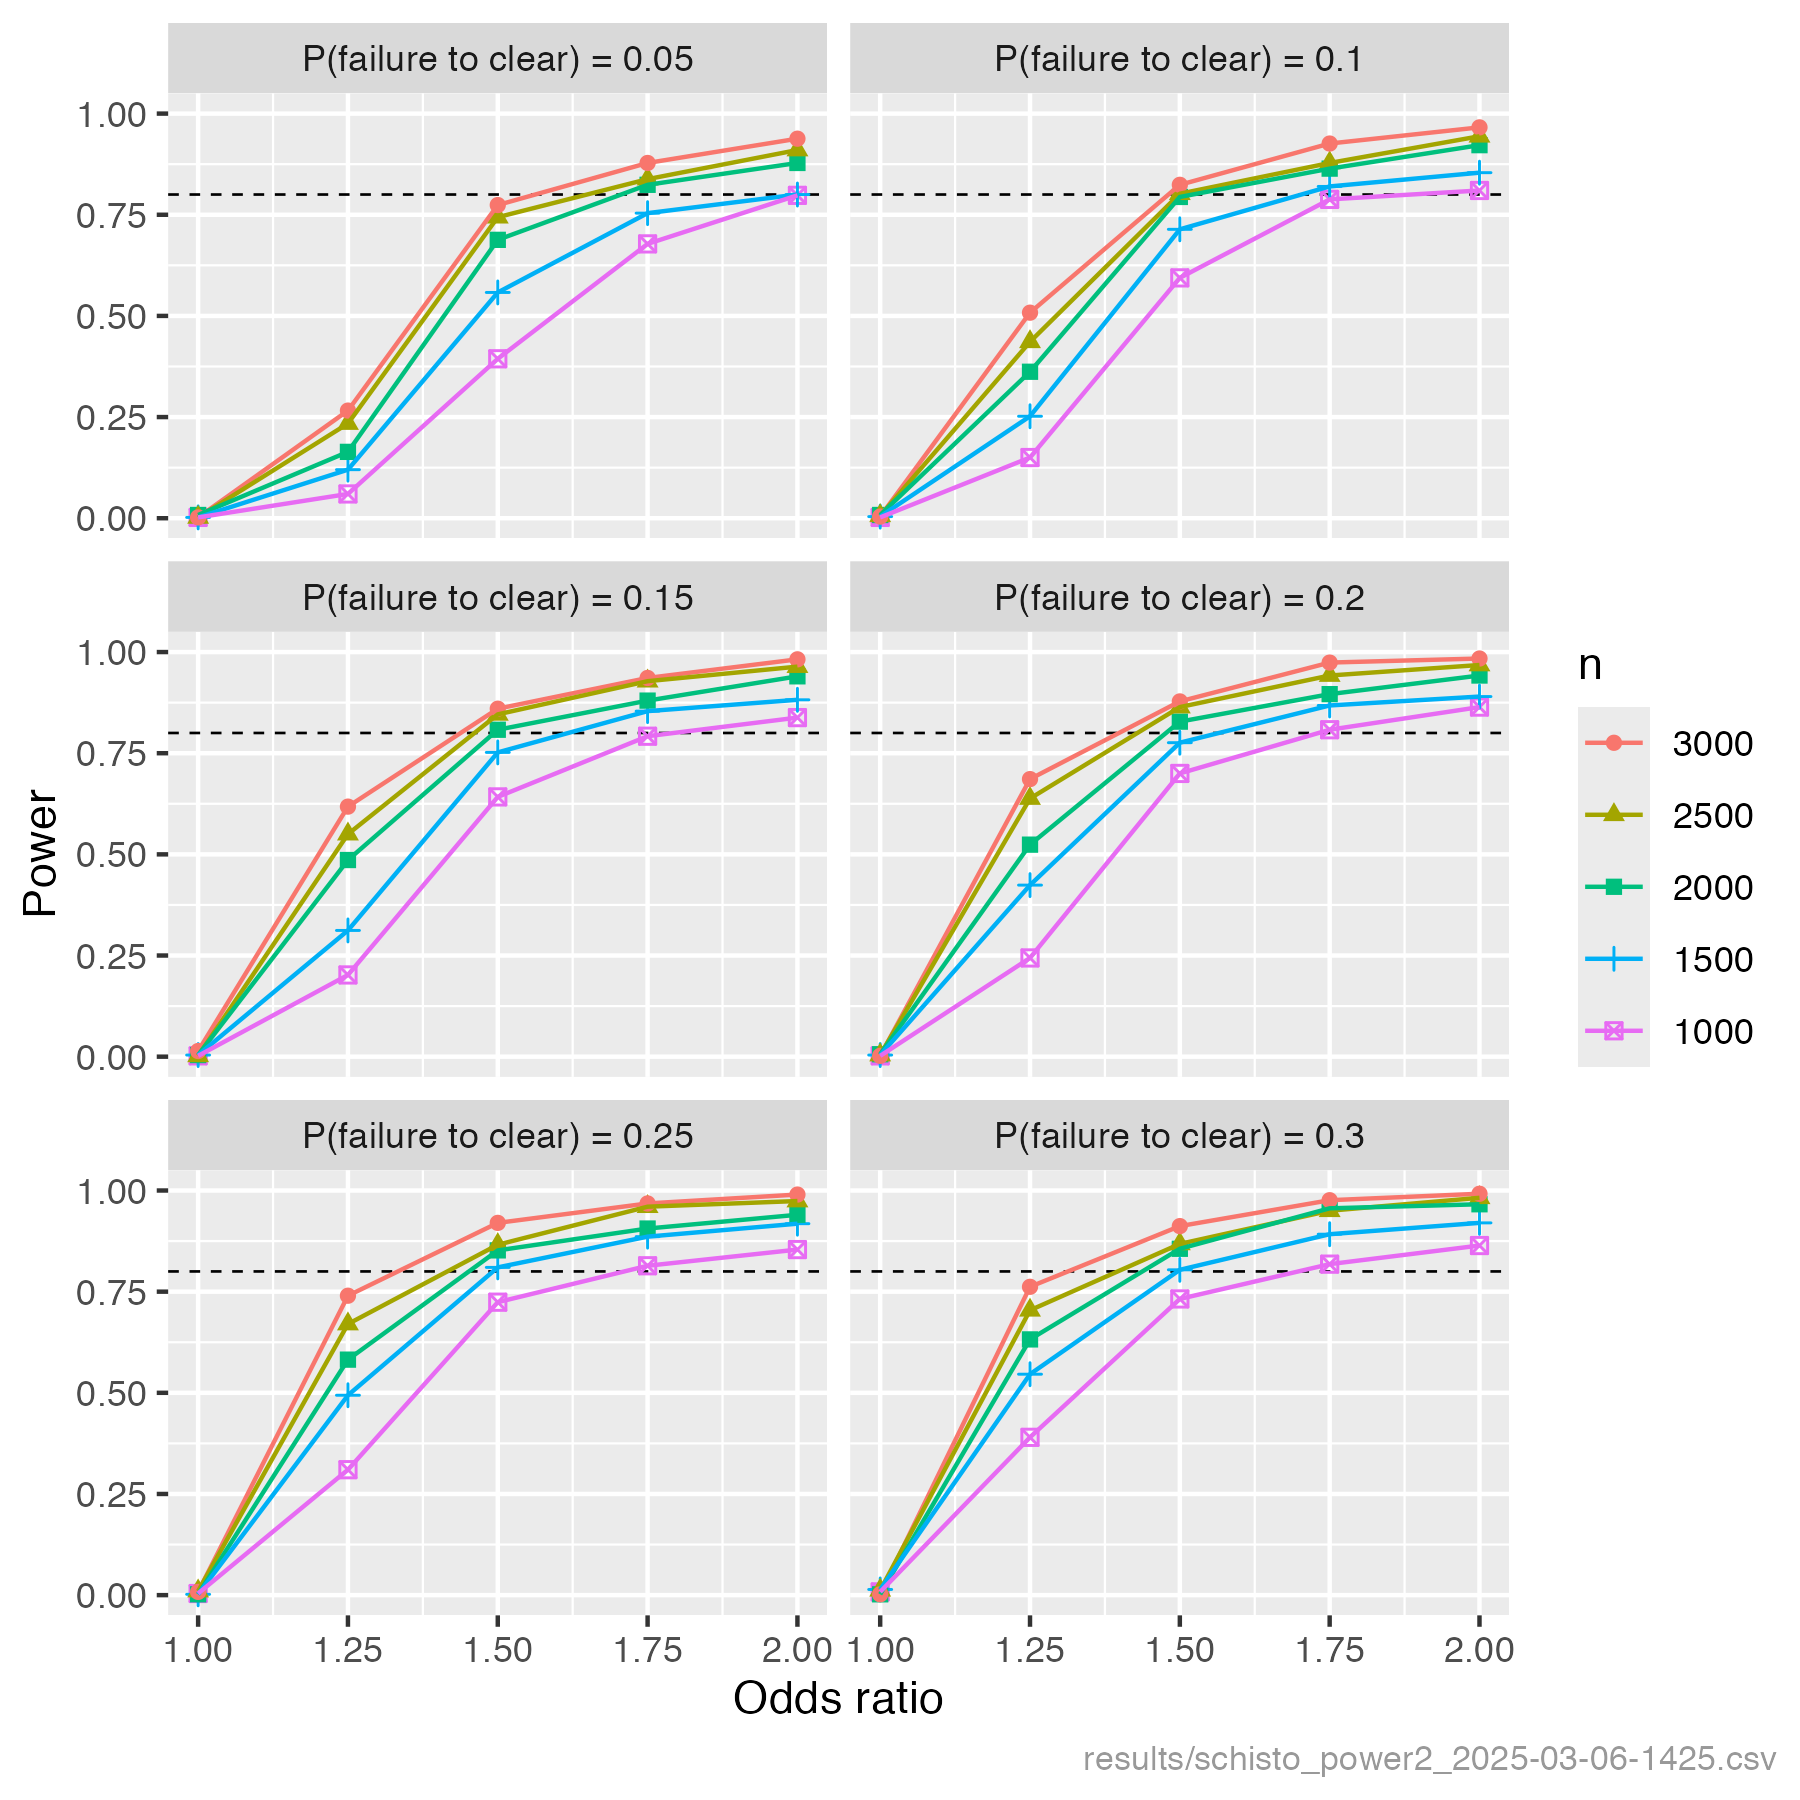 P(failure to clear) = 0.05
P(failure to clear) = 0.1
1.00
0.75
0.50
0.25
0.00
P(failure to clear) = 0.15
P(failure to clear) = 0.2
1.00
0.75
0.50
0.25
0.00
P(failure to clear) = 0.25
P(failure to clear) = 0.3
1.00
0.75
0.50
0.25
0.00
1.00 1.25 1.50 1.75 2.00
1.00 1.25 1.50 1.75 2.00
Power
Odds ratio
n
3000
2500
2000
1500
1000
results/schisto_power2_2025-03-06-1425.csv